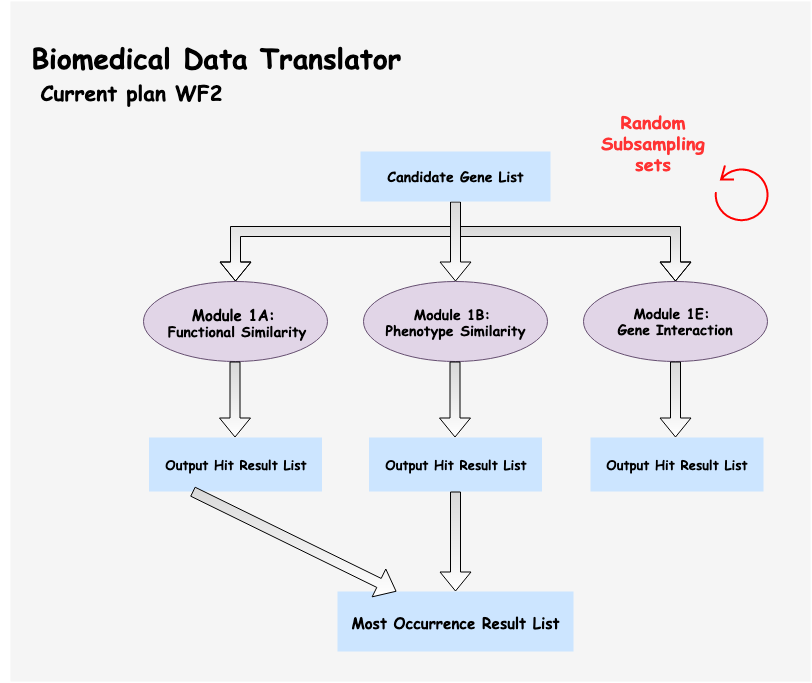 Biomedical Data Translator
Current plan WF2
Random
Subsampling
sets
Candidate Gene List
Module 1A:
Functional Similarity
Module 1B:
Phenotype Similarity
Module 1E:
Gene Interaction
Output Hit Result List
Output Hit Result List
Output Hit Result List
Most Occurrence Result List